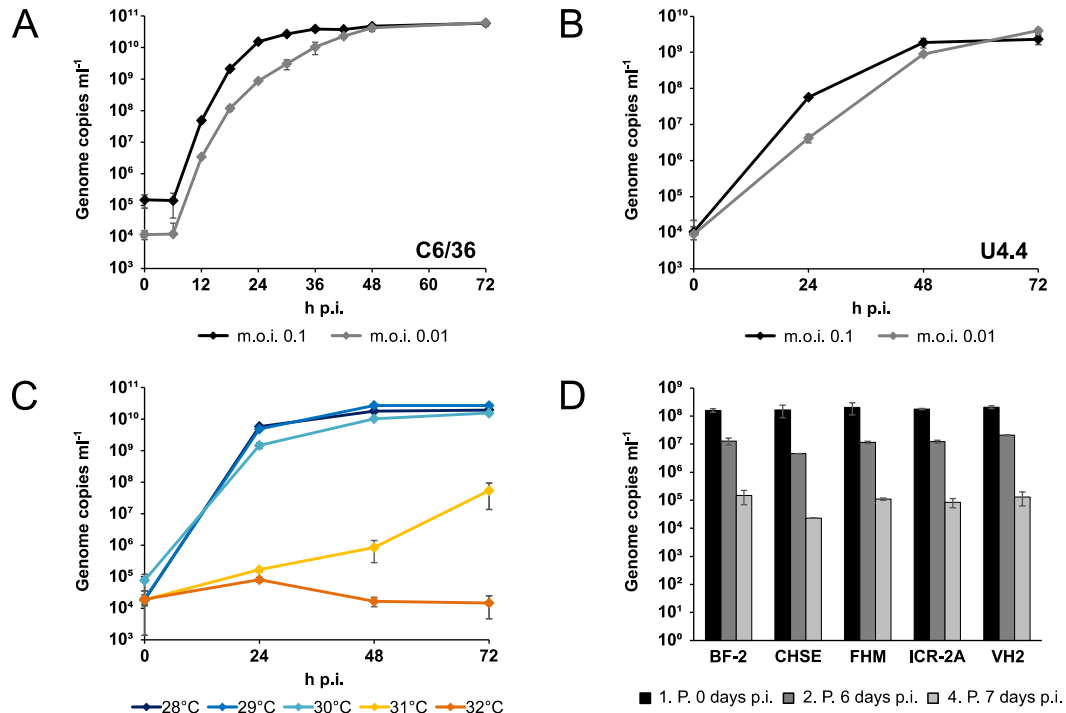 A
Genome copies ml⁻¹
10¹¹
10¹⁰
10⁹
10⁸
10⁷
10⁶
10⁵
10⁴
10³
C6/36
0 12 24 36 48 60 72
h p.i.
m.o.i. 0.1 m.o.i. 0.01
B
Genome copies ml⁻¹
10¹⁰
10⁹
10⁸
10⁷
10⁶
10⁵
10⁴
10³
U4.4
0 24 48 72
h p.i.
m.o.i. 0.1 m.o.i. 0.01
C
Genome copies ml⁻¹
10¹¹
10¹⁰
10⁹
10⁸
10⁷
10⁶
10⁵
10⁴
10³
0 24 48 72
h p.i.
28°C 29°C 30°C 31°C 32°C
D
Genome copies ml⁻¹
10⁹
10⁸
10⁷
10⁶
10⁵
10⁴
10³
10²
10¹
10⁰
BF-2 CHSE FHM ICR-2A VH2
1. P. 0 days p.i. 2. P. 6 days p.i. 4. P. 7 days p.i.